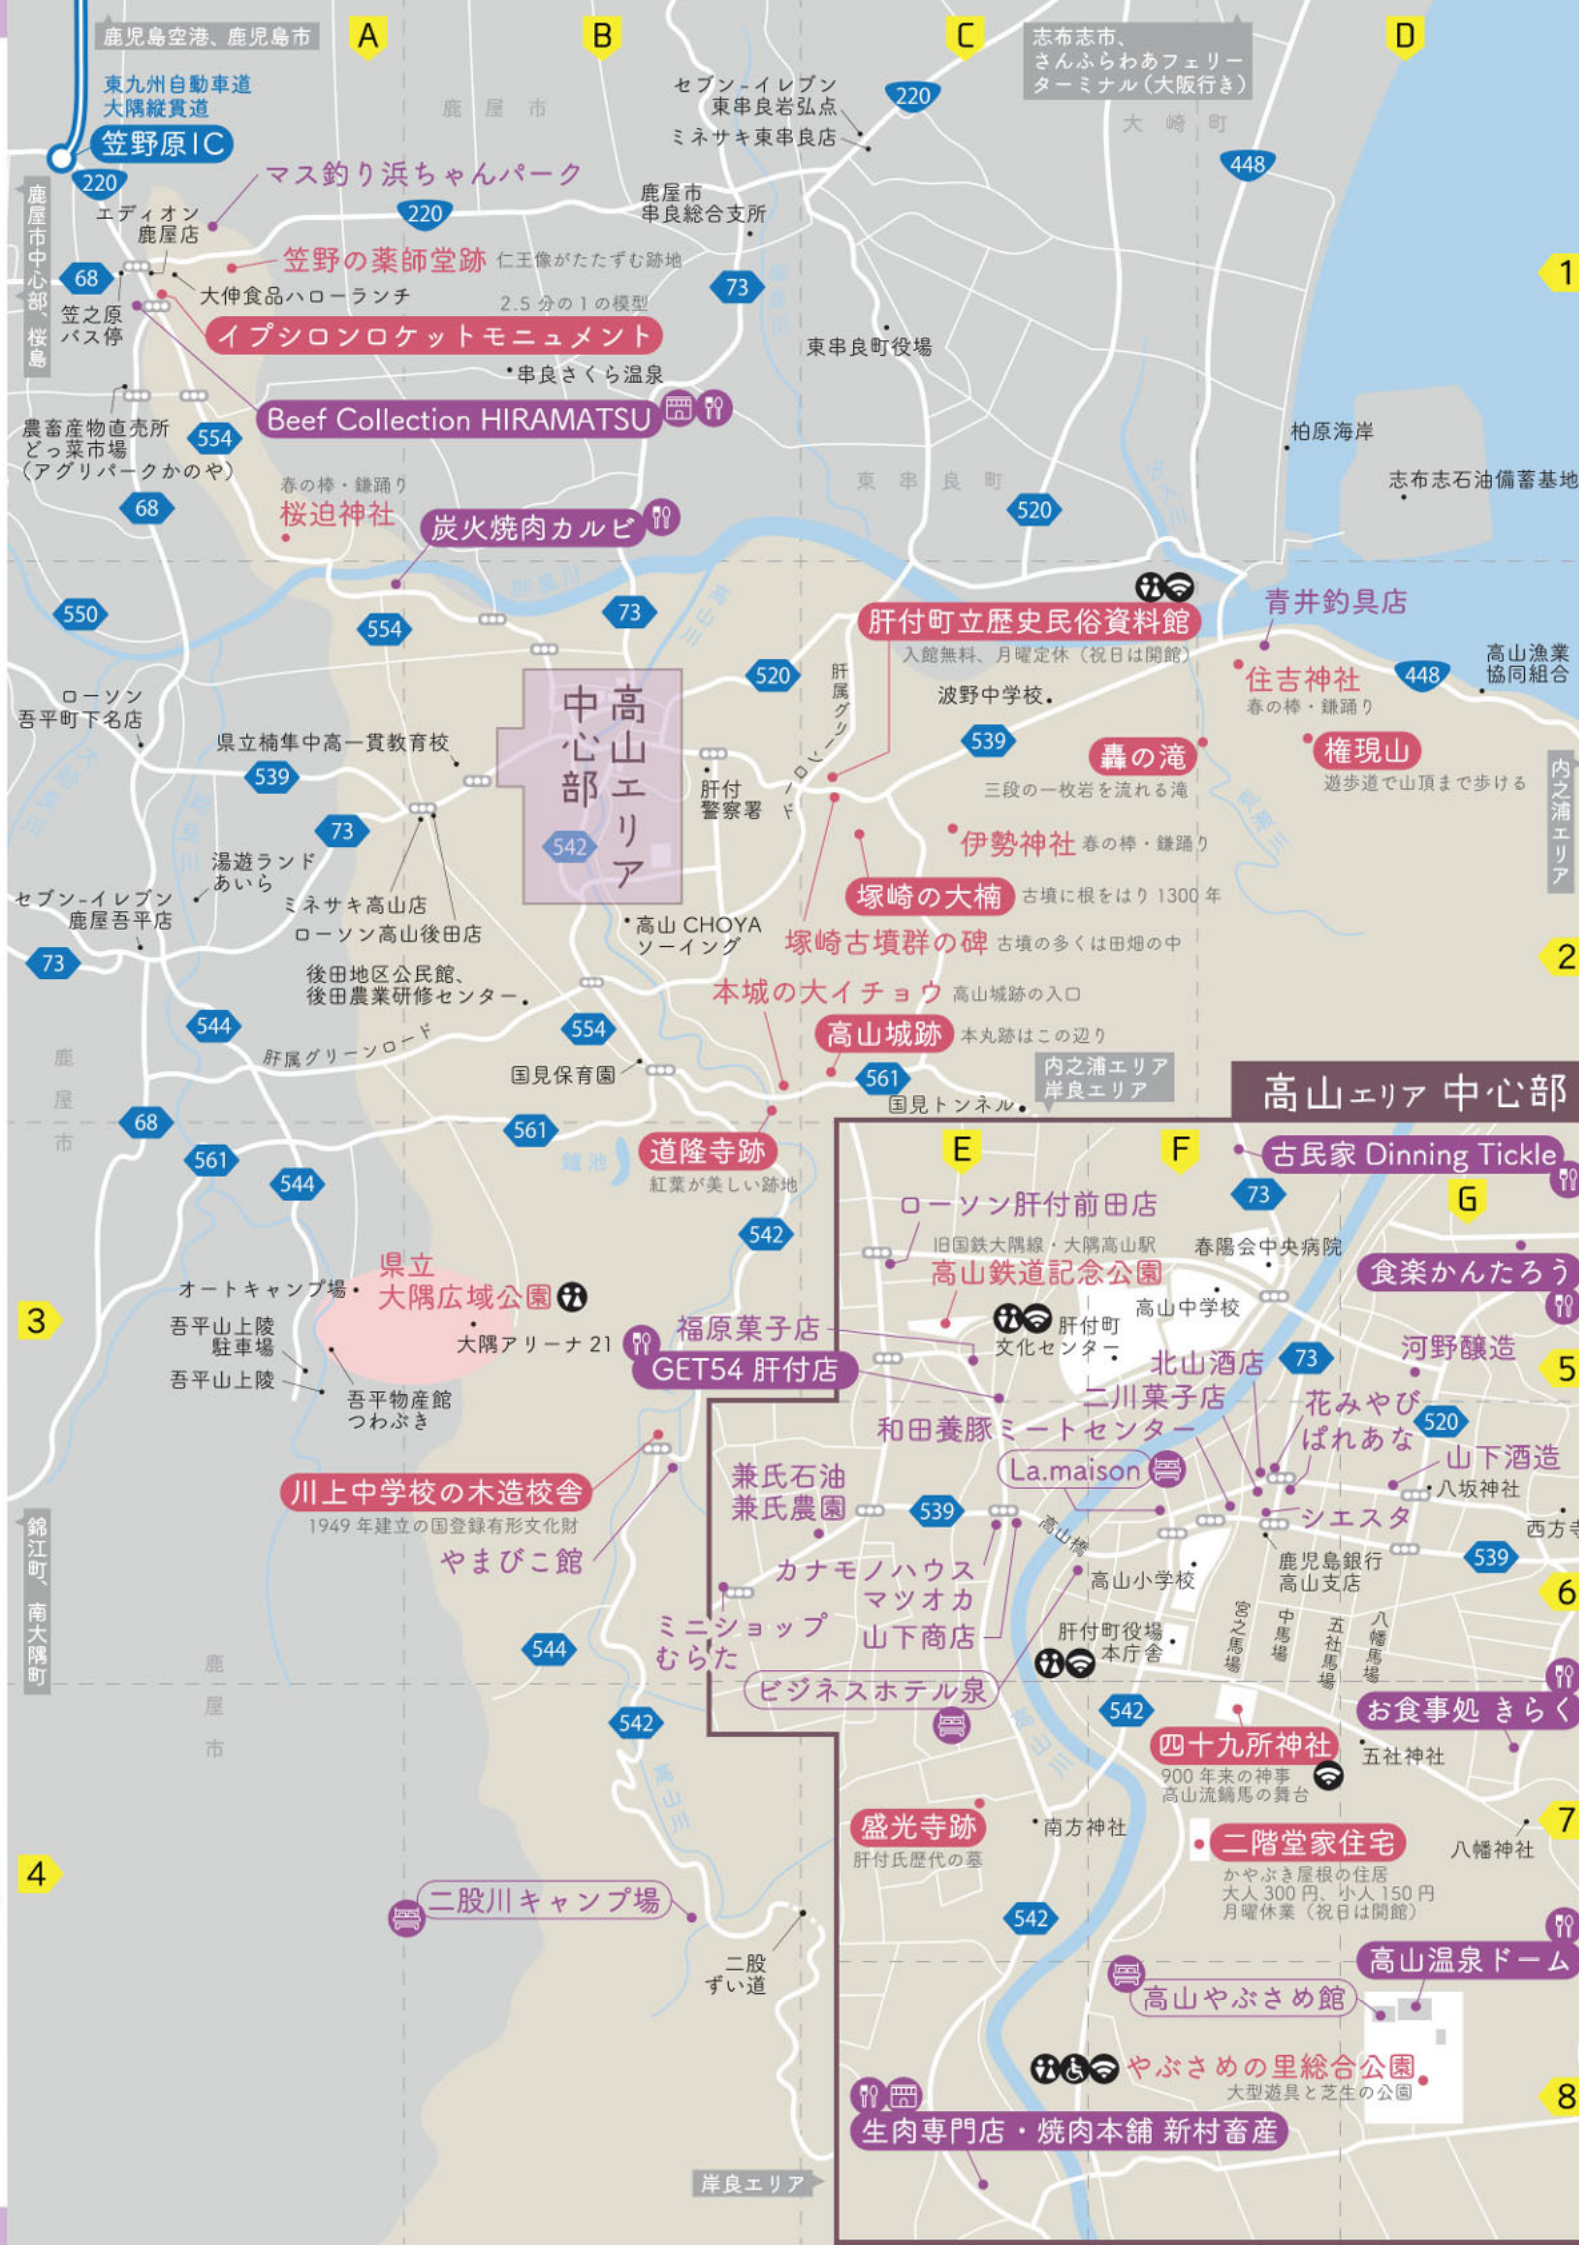 鹿児島空港、鹿児島市
A
B
C
D
志布志市、
さんふらわあフェリー
ターミナル（大阪行き）
東九州自動車道
大隅縦貫道
笠野原IC
220
鹿屋市
セブン-イレブン
東串良岩弘店
ミネサキ東串良店
220
大崎町
448
鹿屋市中心部、桜島
マス釣り浜ちゃんパーク
220
エディオン
鹿屋店
鹿屋市
串良総合支所
笠野の薬師堂跡 仁王像がたたずむ跡地
68
大伸食品ハローランチ
73
1
笠之原
バス停
2.5 分の1の模型
イプシロンロケットモニュメント
東串良町役場
串良さくら温泉
Beef Collection HIRAMATSU
農畜産物直売所
どっ菜市場
（アグリパークかのや）
554
柏原海岸
志布志石油備蓄基地
68
春の棒・鎌踊り
桜迫神社
炭火焼肉カルビ
東串良町
520
肝属川
高山川
550
554
73
肝付町立歴史民俗資料館
入館無料、月曜定休（祝日は開館）
青井釣具店
住吉神社
春の棒・鎌踊り
448
高山漁業
協同組合
ローソン
吾平町下名店
高山エリア
中心部
520
肝属グリーンロード
波野中学校
539
県立楠隼中高一貫教育校
539
轟の滝
三段の一枚岩を流れる滝
権現山
遊歩道で山頂まで歩ける
内之浦エリア
肝付
警察署
73
542
伊勢神社 春の棒・鎌踊り
湯遊ランド
あいら
セブン-イレブン
鹿屋吾平店
ミネサキ高山店
ローソン高山後田店
塚崎の大楠 古墳に根をはり 1300 年
高山 CHOYA
ソーイング
塚崎古墳群の碑 古墳の多くは田畑の中
73
2
後田地区公民館、
後田農業研修センター
本城の大イチョウ 高山城跡の入口
544
554
高山城跡 本丸跡はこの辺り
肝属グリーンロード
国見保育園
561
内之浦エリア
岸良エリア
国見トンネル
鹿屋市
68
561
561
道隆寺跡
紅葉が美しい跡地
544
542
県立
大隅広域公園
オートキャンプ場
3
吾平山上陵
駐車場
大隅アリーナ 21
吾平山上陵
吾平物産館
つわぶき
川上中学校の木造校舎
1949 年建立の国登録有形文化財
やまびこ館
錦江町、南大隅町
544
鹿屋市
542
高山川
4
二股川キャンプ場
二股
ずい道
岸良エリア
高山エリア 中心部
E
F
G
古民家 Dinning Tickle
73
ローソン肝付前田店
旧国鉄大隅線・大隅高山駅
高山鉄道記念公園
春陽会中央病院
食楽かんたろう
高山中学校
福原菓子店
肝付町
文化センター
GET54 肝付店
北山酒店
73
河野醸造
5
二川菓子店
花みやび
ぱれあな
520
和田養豚ミートセンター
La.maison
山下酒造
八坂神社
兼氏石油
兼氏農園
539
シエスタ
西方寺
高山橋
カナモノハウス
マツオカ
高山小学校
鹿児島銀行
高山支店
539
6
ミニショップ
むらた
山下商店
肝付町役場
本庁舎
宮之馬場
中馬場
五社馬場
八幡馬場
ビジネスホテル泉
高山川
542
お食事処 きらく
四十九所神社
900 年来の神事
高山流鏑馬の舞台
五社神社
盛光寺跡
肝付氏歴代の墓
南方神社
7
二階堂家住宅
かやぶき屋根の住居
大人 300 円、小人 150 円
月曜休業（祝日は開館）
八幡神社
542
高山温泉ドーム
高山やぶさめ館
やぶさめの里総合公園
大型遊具と芝生の公園
8
生肉専門店・焼肉本舗 新村畜産